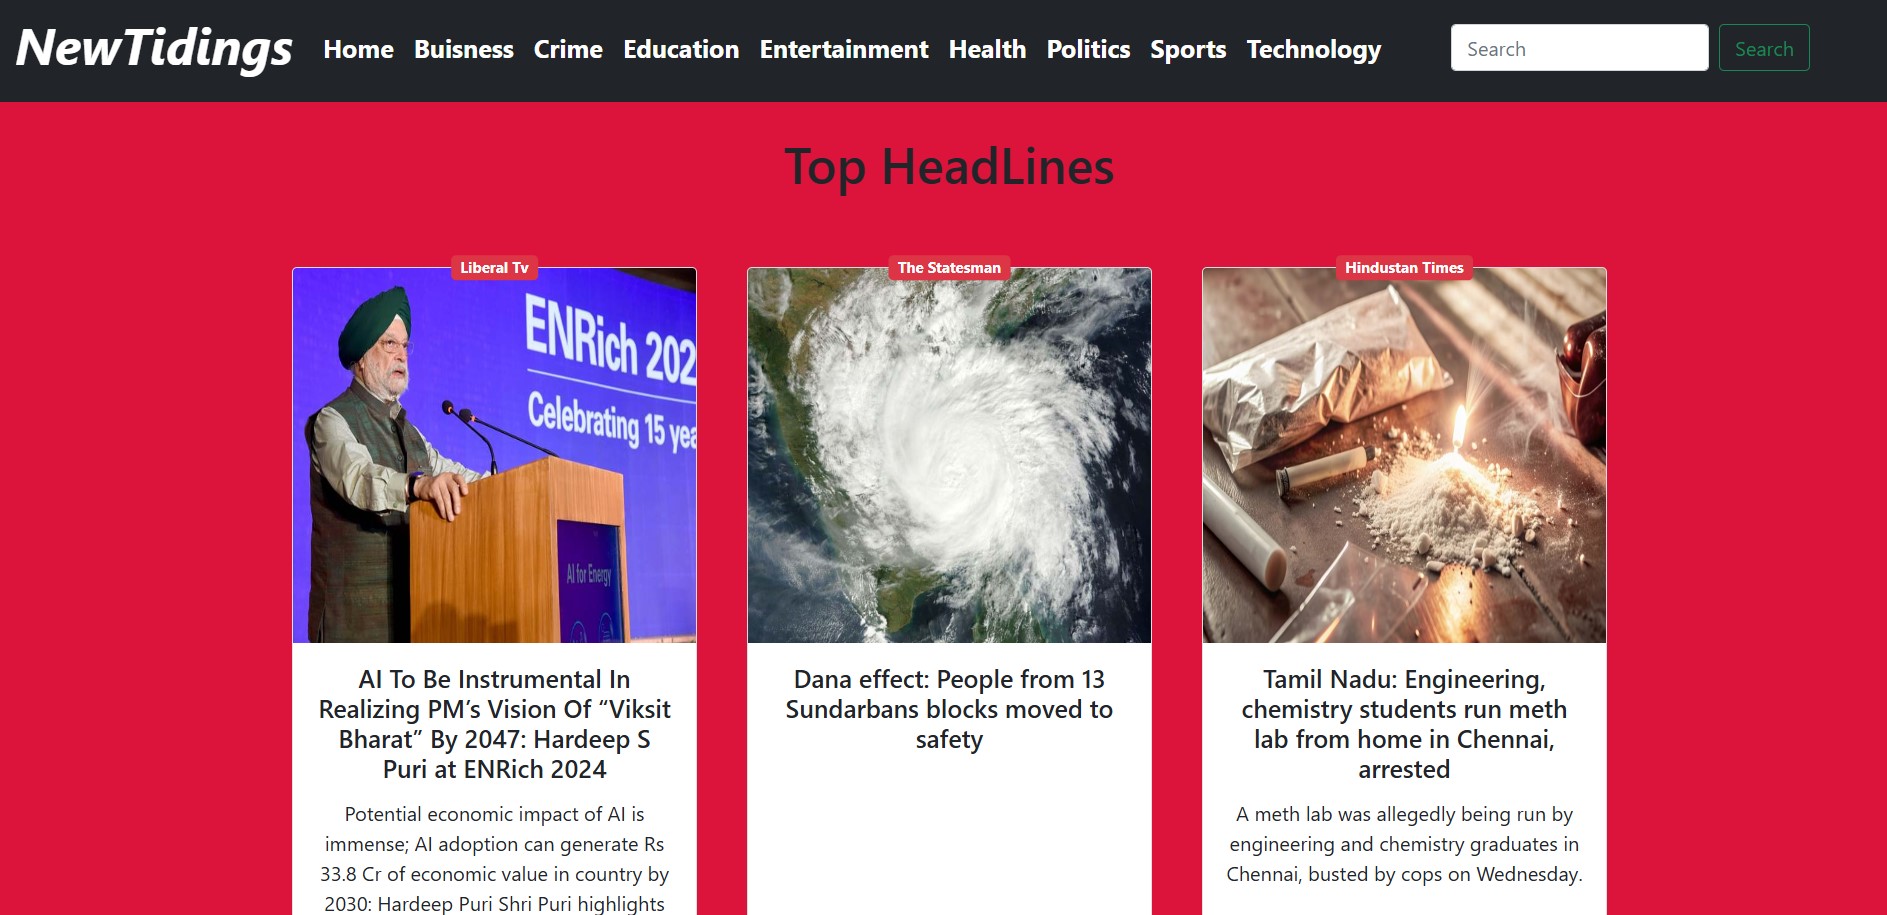 NewTidings Home Buisness Crime Education Entertainment Health Politics Sports Technology Search Search
Top HeadLines
Liberal Tv
ENRich 202
Celebrating 15 yea
AI for Energy
AI To Be Instrumental In
Realizing PM’s Vision Of “Viksit
Bharat” By 2047: Hardeep S
Puri at ENRich 2024
Potential economic impact of AI is
immense; AI adoption can generate Rs
33.8 Cr of economic value in country by
2030: Hardeep Puri Shri Puri highlights
The Statesman
Dana effect: People from 13
Sundarbans blocks moved to
safety
Hindustan Times
Tamil Nadu: Engineering,
chemistry students run meth
lab from home in Chennai,
arrested
A meth lab was allegedly being run by
engineering and chemistry graduates in
Chennai, busted by cops on Wednesday.